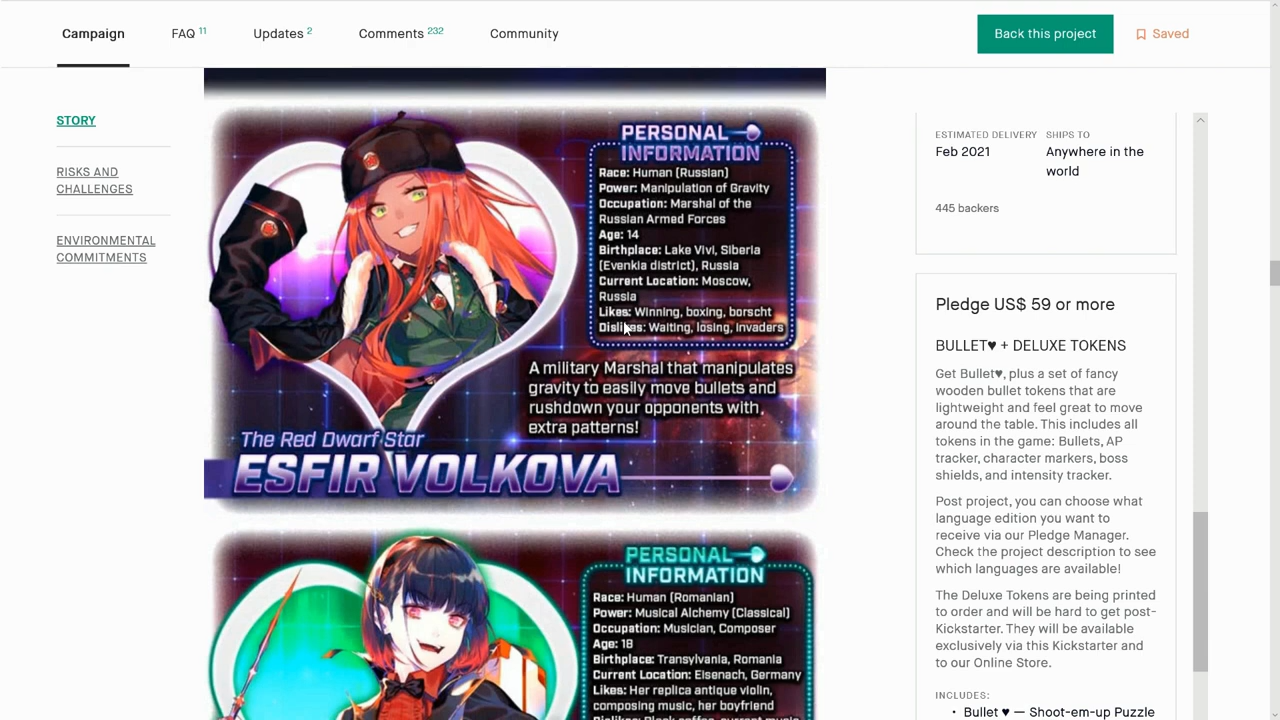 Campaign
FAQ 11
Updates 2
Comments 232
Community
Back this project
Saved
STORY
RISKS AND
CHALLENGES
ENVIRONMENTAL
COMMITMENTS
PERSONAL
INFORMATION
Race: Human (Russian)
Power: Manipulation of Gravity
Occupation: Marshal of the
Russian Armed Forces
Age: 14
Birthplace: Lake Vivi, Siberia
(Evenkia district), Russia
Current Location: Moscow,
Russia
Likes: Winning, boxing, borscht
Dislikes: Waiting, losing, invaders
A military Marshal that manipulates
gravity to easily move bullets and
rushdown your opponents with
extra patterns!
The Red Dwarf Star
ESFIR VOLKOVA
PERSONAL
INFORMATION
Race: Human (Romanian)
Power: Musical Alchemy (Classical)
Occupation: Musician, Composer
Age: 18
Birthplace: Transylvania, Romania
Current Location: Eisenach, Germany
Likes: Her replica antique violin,
composing music, her boyfriend
Dislikes: Black coffee, current music
ESTIMATED DELIVERY
Feb 2021
SHIPS TO
Anywhere in the
world
445 backers
Pledge US$ 59 or more
BULLET♥ + DELUXE TOKENS
Get Bullet♥, plus a set of fancy
wooden bullet tokens that are
lightweight and feel great to move
around the table. This includes all
tokens in the game: Bullets, AP
tracker, character markers, boss
shields, and intensity tracker.
Post project, you can choose what
language edition you want to
receive via our Pledge Manager.
Check the project description to see
which languages are available!
The Deluxe Tokens are being printed
to order and will be hard to get post-
Kickstarter. They will be available
exclusively via this Kickstarter and
to our Online Store.
INCLUDES:
• Bullet ♥ — Shoot-em-up Puzzle